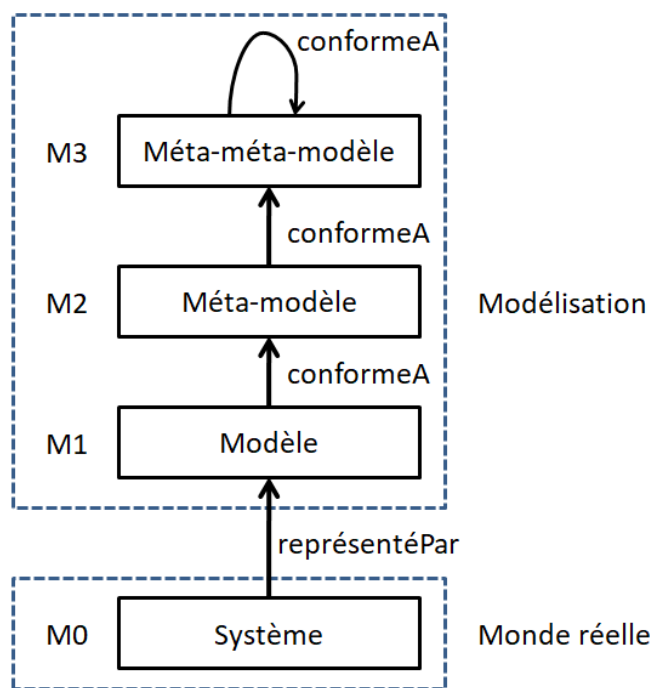 conformeA
M3 Méta-méta-modèle
conformeA
M2 Méta-modèle Modélisation
conformeA
M1 Modèle
représentéPar
M0 Système Monde réelle